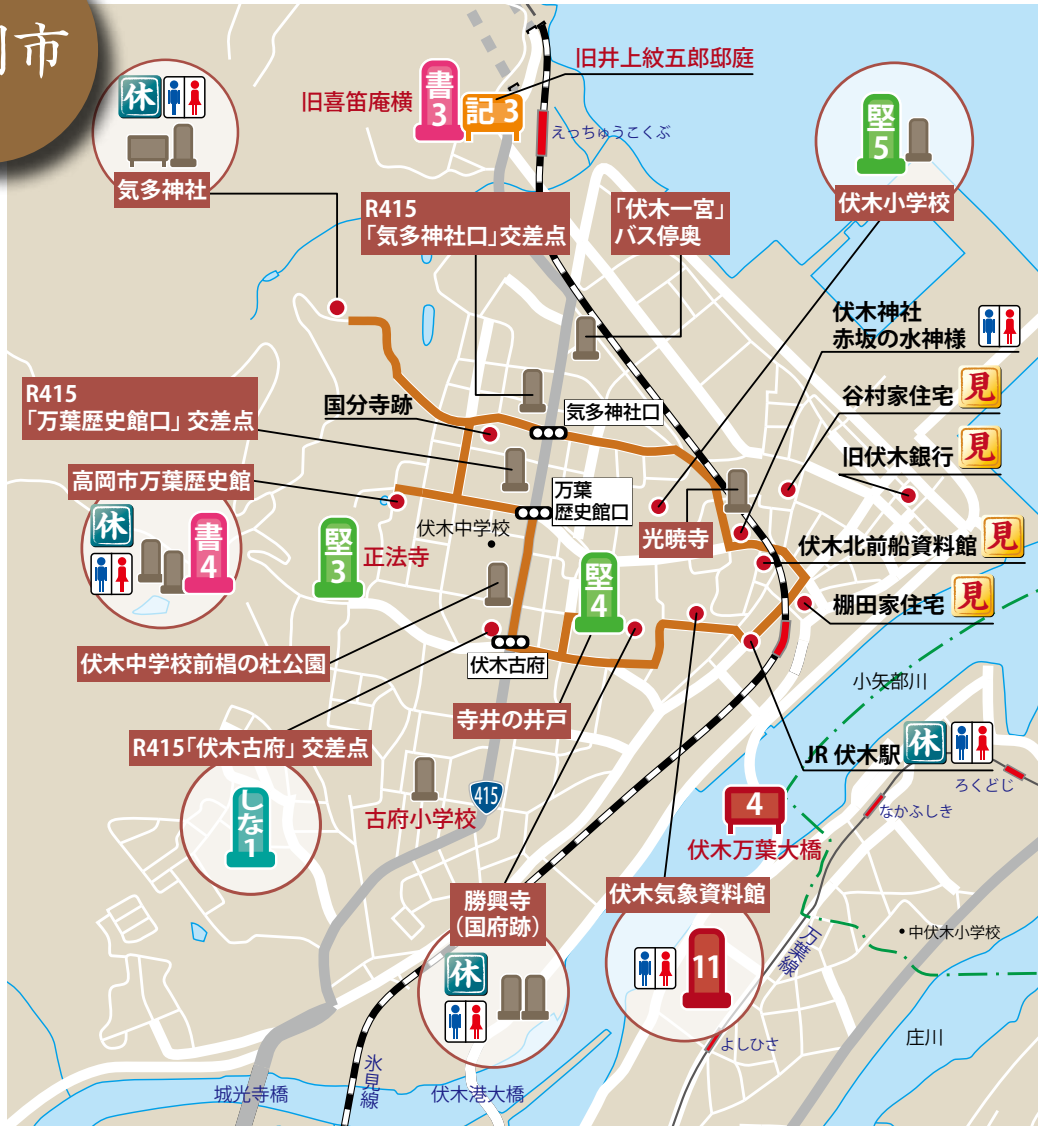 市
旧井上紋五郎邸庭
旧喜笛庵横
書
3
記 3
えっちゅうこくぶ
休
気多神社
R415
「気多神社口」交差点
「伏木一宮」
バス停奥
堅
5
伏木小学校
伏木神社
赤坂の水神様
谷村家住宅 見
旧伏木銀行 見
伏木北前船資料館 見
棚田家住宅 見
R415
「万葉歴史館口」交差点
国分寺跡
気多神社口
高岡市万葉歴史館
休
書
4
万葉
歴史館口
伏木中学校
光暁寺
堅
3
正法寺
堅
4
伏木中学校前椙の杜公園
伏木古府
寺井の井戸
小矢部川
R415「伏木古府」交差点
しな1
JR 伏木駅 休
ろくどじ
なかふしき
415
古府小学校
4
伏木万葉大橋
勝興寺
（国府跡）
休
伏木気象資料館
11
万葉線
中伏木小学校
よしひさ
庄川
城光寺橋
氷見線
伏木港大橋